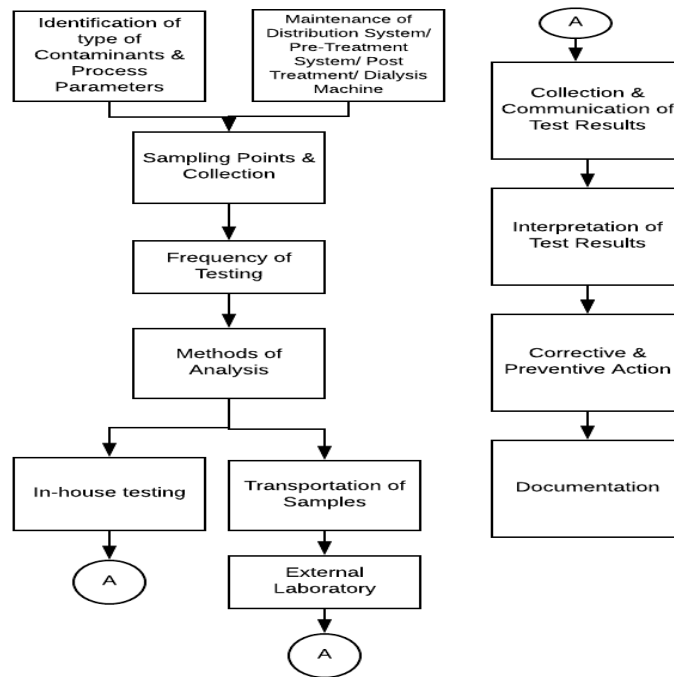 Identification of
type of
Contaminants &
Process
Parameters
Maintenance of
Distribution System/
Pre-Treatment
System/ Post
Treatment/ Dialysis
Machine
Sampling Points &
Collection
Frequency of
Testing
Methods of
Analysis
In-house testing
A
Transportation of
Samples
External
Laboratory
A
A
Collection &
Communication of
Test Results
Interpretation of
Test Results
Corrective &
Preventive Action
Documentation